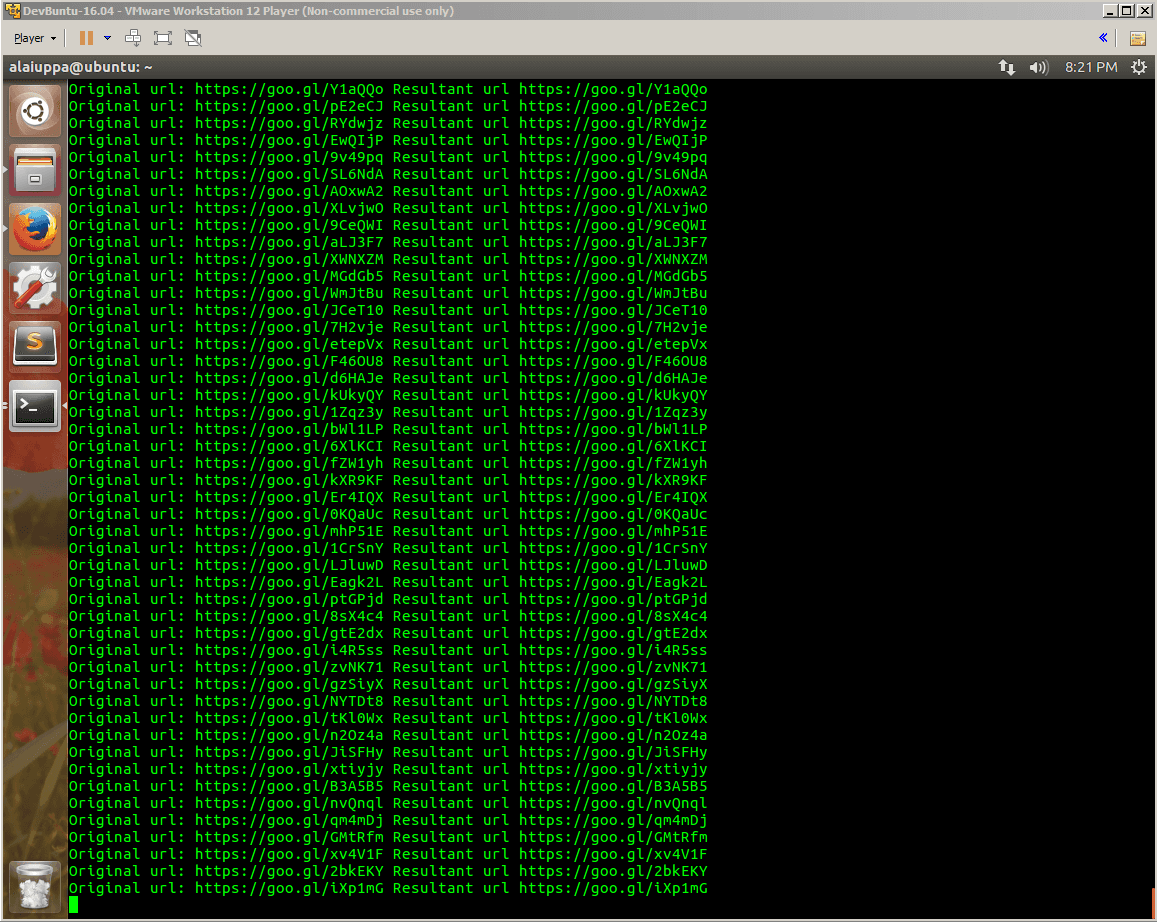 DevBuntu-16.04 - VMware Workstation 12 Player (Non-commercial use only)
Player
alaiuppa@ubuntu: ~
8:21 PM
Original url: https://goo.gl/Y1aQQo Resultant url https://goo.gl/Y1aQQo
Original url: https://goo.gl/pE2eCJ Resultant url https://goo.gl/pE2eCJ
Original url: https://goo.gl/RYdwjz Resultant url https://goo.gl/RYdwjz
Original url: https://goo.gl/EwQIjP Resultant url https://goo.gl/EwQIjP
Original url: https://goo.gl/9v49pq Resultant url https://goo.gl/9v49pq
Original url: https://goo.gl/SL6NdA Resultant url https://goo.gl/SL6NdA
Original url: https://goo.gl/AOxwA2 Resultant url https://goo.gl/AOxwA2
Original url: https://goo.gl/XLvjwO Resultant url https://goo.gl/XLvjwO
Original url: https://goo.gl/9CeQWI Resultant url https://goo.gl/9CeQWI
Original url: https://goo.gl/aLJ3F7 Resultant url https://goo.gl/aLJ3F7
Original url: https://goo.gl/XWNXZM Resultant url https://goo.gl/XWNXZM
Original url: https://goo.gl/MGdGb5 Resultant url https://goo.gl/MGdGb5
Original url: https://goo.gl/WmJtBu Resultant url https://goo.gl/WmJtBu
Original url: https://goo.gl/JCeT10 Resultant url https://goo.gl/JCeT10
Original url: https://goo.gl/7H2vje Resultant url https://goo.gl/7H2vje
Original url: https://goo.gl/etepVx Resultant url https://goo.gl/etepVx
Original url: https://goo.gl/F46OU8 Resultant url https://goo.gl/F46OU8
Original url: https://goo.gl/d6HAJe Resultant url https://goo.gl/d6HAJe
Original url: https://goo.gl/kUkyQY Resultant url https://goo.gl/kUkyQY
Original url: https://goo.gl/1Zqz3y Resultant url https://goo.gl/1Zqz3y
Original url: https://goo.gl/bWl1LP Resultant url https://goo.gl/bWl1LP
Original url: https://goo.gl/6XlKCI Resultant url https://goo.gl/6XlKCI
Original url: https://goo.gl/fZW1yh Resultant url https://goo.gl/fZW1yh
Original url: https://goo.gl/kXR9KF Resultant url https://goo.gl/kXR9KF
Original url: https://goo.gl/Er4IQX Resultant url https://goo.gl/Er4IQX
Original url: https://goo.gl/0KQaUc Resultant url https://goo.gl/0KQaUc
Original url: https://goo.gl/mhP51E Resultant url https://goo.gl/mhP51E
Original url: https://goo.gl/1CrSnY Resultant url https://goo.gl/1CrSnY
Original url: https://goo.gl/LJluwD Resultant url https://goo.gl/LJluwD
Original url: https://goo.gl/Eagk2L Resultant url https://goo.gl/Eagk2L
Original url: https://goo.gl/ptGPjd Resultant url https://goo.gl/ptGPjd
Original url: https://goo.gl/8sX4c4 Resultant url https://goo.gl/8sX4c4
Original url: https://goo.gl/gtE2dx Resultant url https://goo.gl/gtE2dx
Original url: https://goo.gl/i4R5ss Resultant url https://goo.gl/i4R5ss
Original url: https://goo.gl/zvNK71 Resultant url https://goo.gl/zvNK71
Original url: https://goo.gl/gzSiyX Resultant url https://goo.gl/gzSiyX
Original url: https://goo.gl/NYTDt8 Resultant url https://goo.gl/NYTDt8
Original url: https://goo.gl/tKl0Wx Resultant url https://goo.gl/tKl0Wx
Original url: https://goo.gl/n2Oz4a Resultant url https://goo.gl/n2Oz4a
Original url: https://goo.gl/JiSFHy Resultant url https://goo.gl/JiSFHy
Original url: https://goo.gl/xtiyjy Resultant url https://goo.gl/xtiyjy
Original url: https://goo.gl/B3A5B5 Resultant url https://goo.gl/B3A5B5
Original url: https://goo.gl/nvQnql Resultant url https://goo.gl/nvQnql
Original url: https://goo.gl/qm4mDj Resultant url https://goo.gl/qm4mDj
Original url: https://goo.gl/GMtRfm Resultant url https://goo.gl/GMtRfm
Original url: https://goo.gl/xv4V1F Resultant url https://goo.gl/xv4V1F
Original url: https://goo.gl/2bkEKY Resultant url https://goo.gl/2bkEKY
Original url: https://goo.gl/iXp1mG Resultant url https://goo.gl/iXp1mG